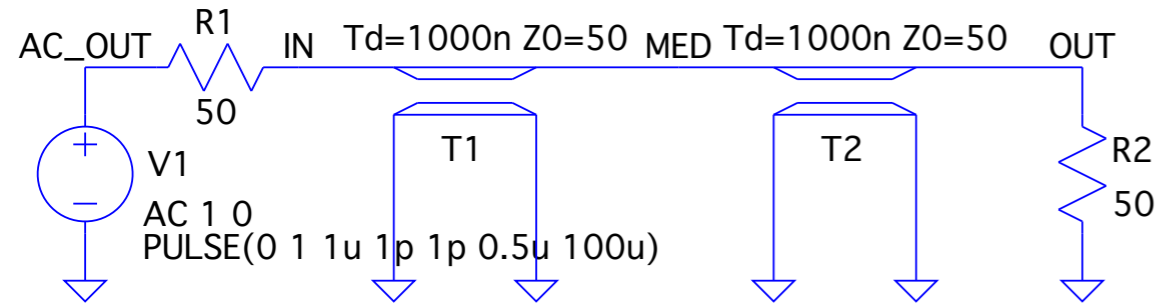 R1
AC_OUT IN Td=1000n Z0=50 MED Td=1000n Z0=50 OUT
50
V1 T1 T2 R2
50
AC 1 0
PULSE(0 1 1u 1p 1p 0.5u 100u)